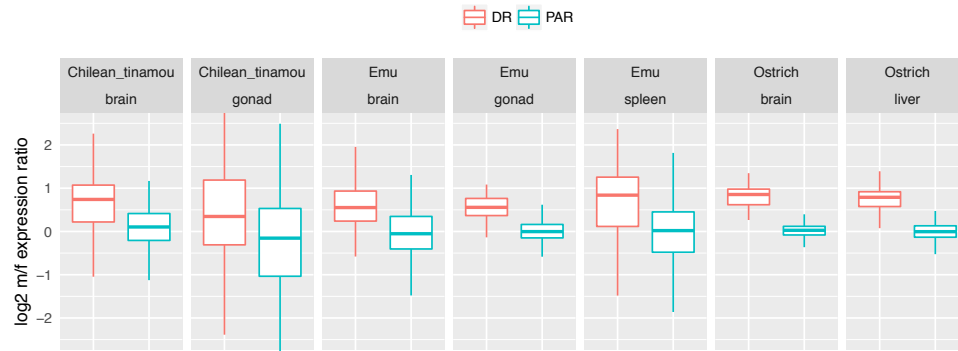 DR PAR
Chilean_tinamou Chilean_tinamou Emu Emu Emu Ostrich Ostrich
brain gonad brain gonad spleen brain liver
log2 m/f expression ratio
2
1
0
−1
−2